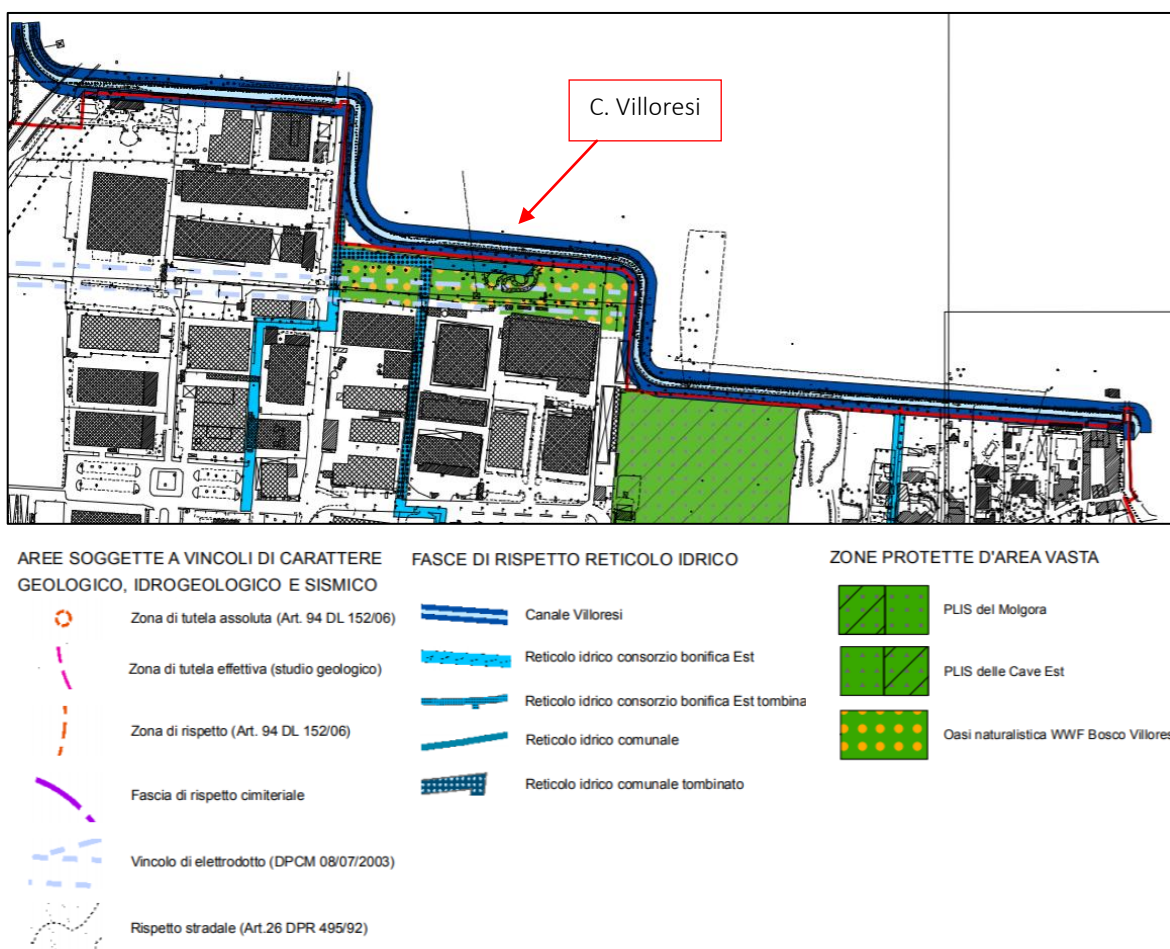 C. Villoresi
AREE SOGGETTE A VINCOLI DI CARATTERE
GEOLOGICO, IDROGEOLOGICO E SISMICO
Zona di tutela assoluta (Art. 94 DL 152/06)
Zona di tutela effettiva (studio geologico)
Zona di rispetto (Art. 94 DL 152/06)
Fascia di rispetto cimiteriale
Vincolo di elettrodotto (DPCM 08/07/2003)
Rispetto stradale (Art.26 DPR 495/92)
FASCE DI RISPETTO RETICOLO IDRICO
Canale Villoresi
Reticolo idrico consorzio bonifica Est
Reticolo idrico consorzio bonifica Est tombina
Reticolo idrico comunale
Reticolo idrico comunale tombinato
ZONE PROTETTE D'AREA VASTA
PLIS del Molgora
PLIS delle Cave Est
Oasi naturalistica WWF Bosco Villores